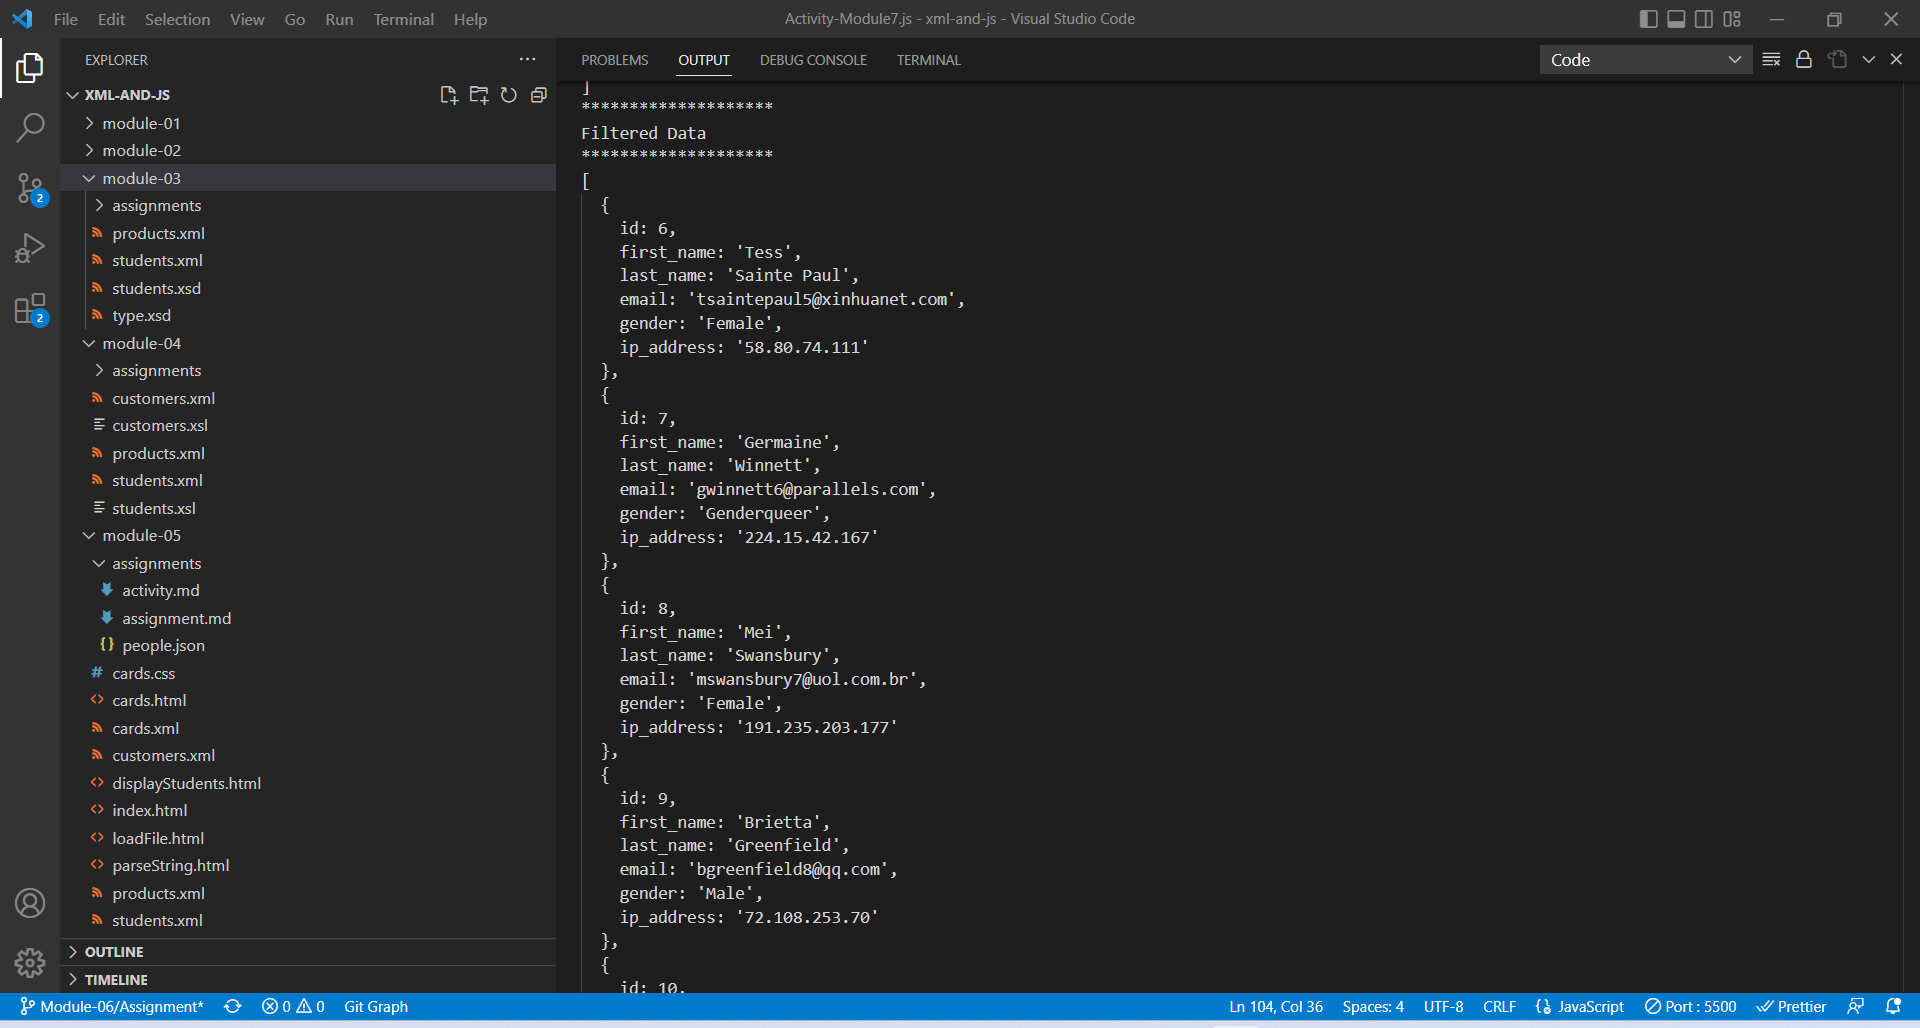 File Edit Selection View Go Run Terminal Help
Activity-Module7.js - xml-and-js - Visual Studio Code
EXPLORER
XML-AND-JS
module-01
module-02
module-03
assignments
products.xml
students.xml
students.xsd
type.xsd
module-04
assignments
customers.xml
customers.xsl
products.xml
students.xml
students.xsl
module-05
assignments
activity.md
assignment.md
{} people.json
# cards.css
<> cards.html
cards.xml
customers.xml
<> displayStudents.html
<> index.html
<> loadFile.html
<> parseString.html
products.xml
students.xml
OUTLINE
TIMELINE
2
2
PROBLEMS OUTPUT DEBUG CONSOLE TERMINAL
Code
]
********************
Filtered Data
********************
[
{
id: 6,
first_name: 'Tess',
last_name: 'Sainte Paul',
email: 'tsaintepaul5@xinhuanet.com',
gender: 'Female',
ip_address: '58.80.74.111'
},
{
id: 7,
first_name: 'Germaine',
last_name: 'Winnett',
email: 'gwinnett6@parallels.com',
gender: 'Genderqueer',
ip_address: '224.15.42.167'
},
{
id: 8,
first_name: 'Mei',
last_name: 'Swansbury',
email: 'mswansbury7@uol.com.br',
gender: 'Female',
ip_address: '191.235.203.177'
},
{
id: 9,
first_name: 'Brietta',
last_name: 'Greenfield',
email: 'bgreenfield8@qq.com',
gender: 'Male',
ip_address: '72.108.253.70'
},
{
id: 10,
Module-06/Assignment* 0 0 Git Graph
Ln 104, Col 36 Spaces: 4 UTF-8 CRLF JavaScript Port : 5500 Prettier